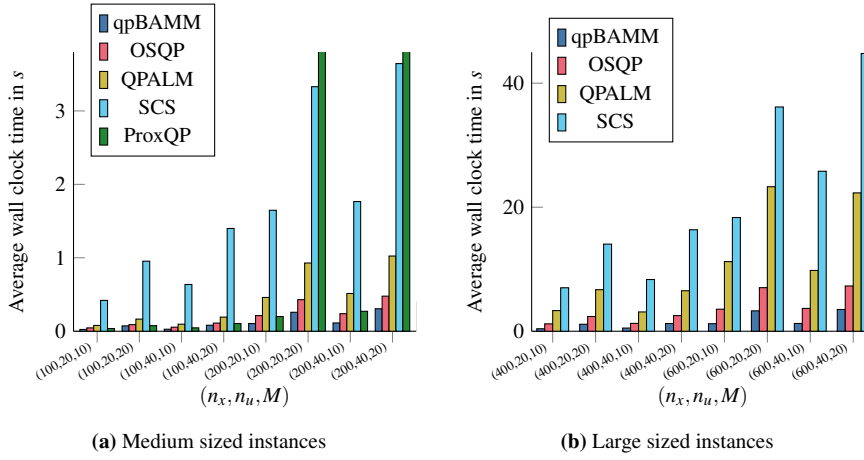 qpBAMM
OSQP
QPALM
SCS
ProxQP
Average wall clock time in s
3
2
1
0
(100,20,10)
(100,20,20)
(100,40,10)
(100,40,20)
(200,20,10)
(200,20,20)
(200,40,10)
(200,40,20)
(n_x, n_u, M)
(a) Medium sized instances
qpBAMM
OSQP
QPALM
SCS
Average wall clock time in s
40
20
0
(400,20,10)
(400,20,20)
(400,40,10)
(400,40,20)
(600,20,10)
(600,20,20)
(600,40,10)
(600,40,20)
(n_x, n_u, M)
(b) Large sized instances